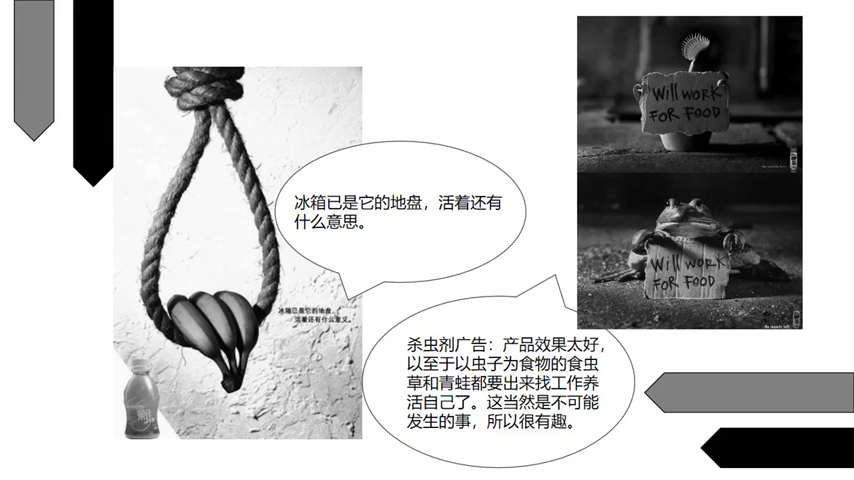 冰箱已是它的地盘，活着还有
什么意思。
冰箱已是它的地盘，
活着还有什么意义。
Will WORK
FOR FOOD
Will WORK
FOR FOOD
杀虫剂广告：产品效果太好，
以至于以虫子为食物的食虫
草和青蛙都要出来找工作养
活自己了。这当然是不可能
发生的事，所以很有趣。